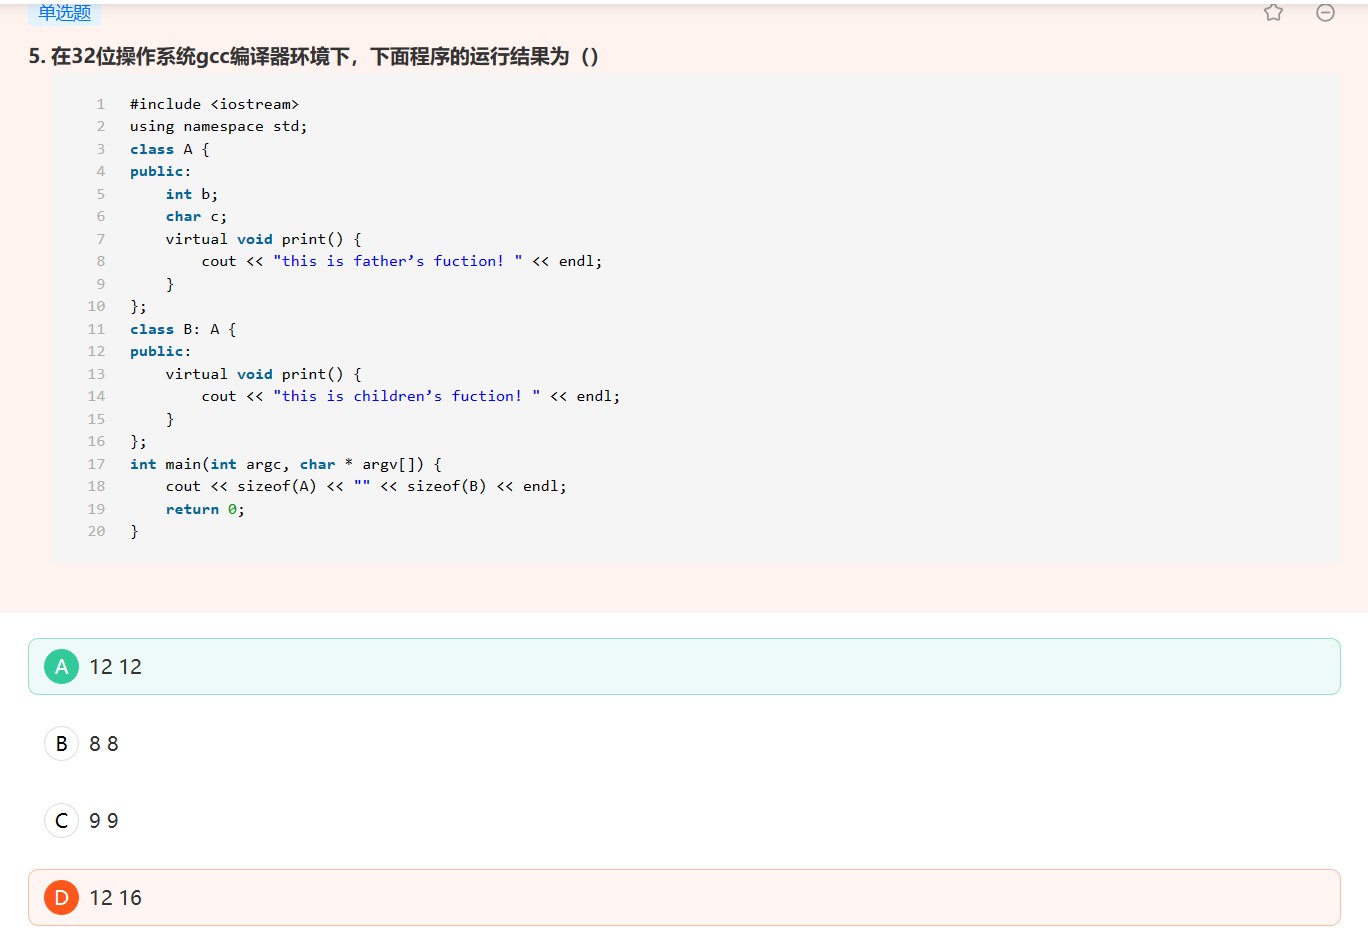 单选题
5. 在32位操作系统gcc编译器环境下，下面程序的运行结果为（）
1 #include <iostream>
2 using namespace std;
3 class A {
4 public:
5     int b;
6     char c;
7     virtual void print() {
8         cout << "this is father’s fuction! " << endl;
9     }
10 };
11 class B: A {
12 public:
13     virtual void print() {
14         cout << "this is children’s fuction! " << endl;
15     }
16 };
17 int main(int argc, char * argv[]) {
18     cout << sizeof(A) << "" << sizeof(B) << endl;
19     return 0;
20 }
A 12 12
B 8 8
C 9 9
D 12 16